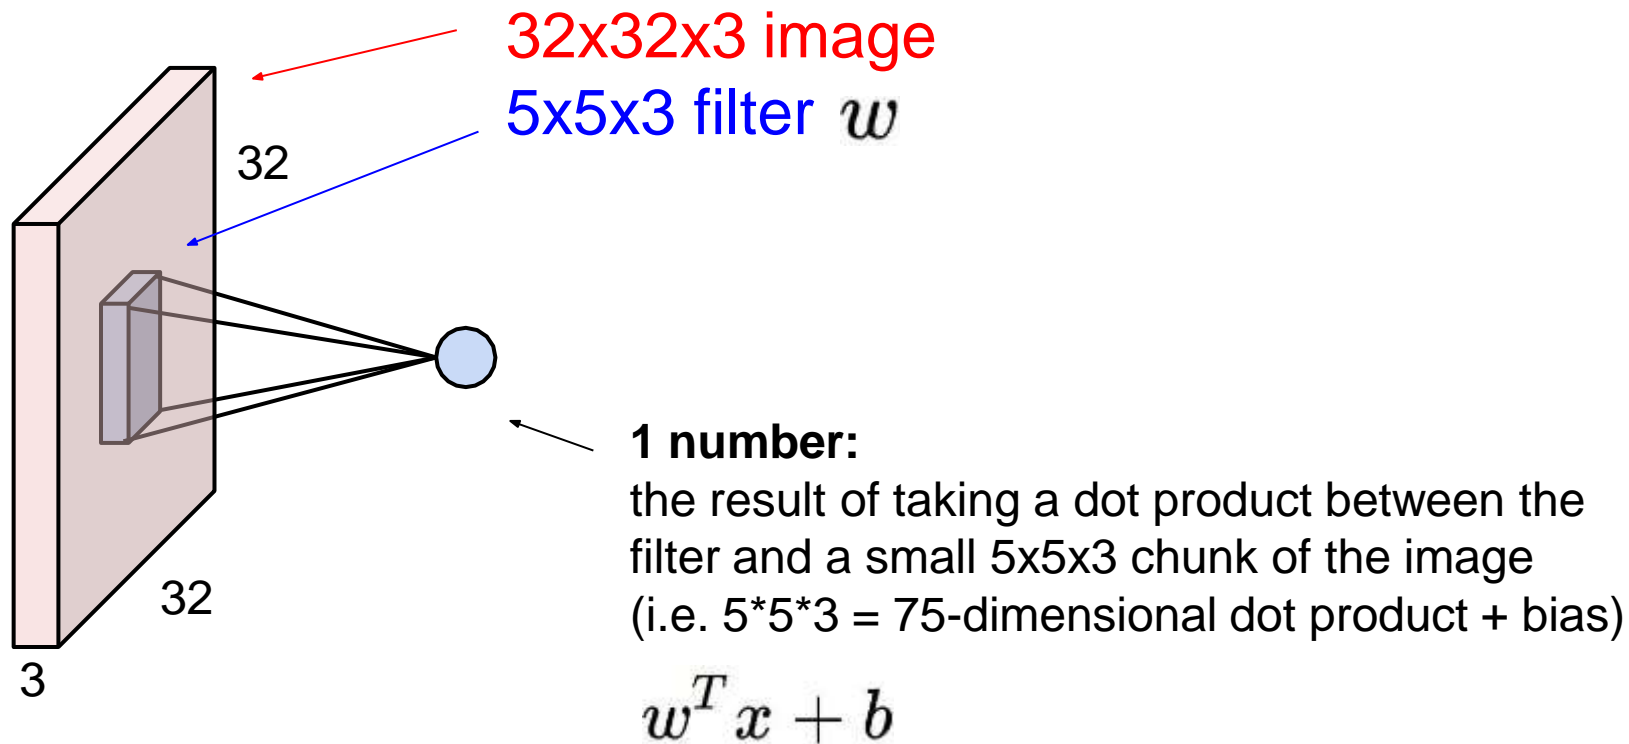 32x32x3 image
5x5x3 filter w
32
32
3
1 number:
the result of taking a dot product between the
filter and a small 5x5x3 chunk of the image
(i.e. 5*5*3 = 75-dimensional dot product + bias)
w^T x + b